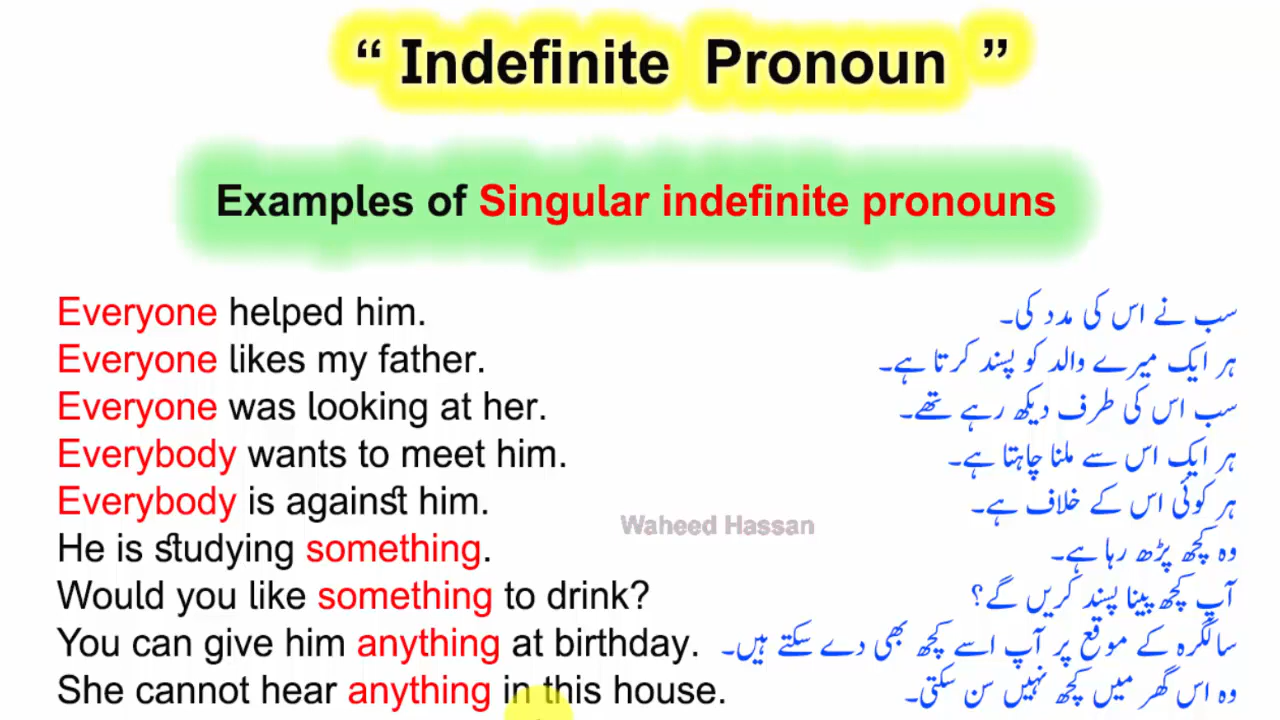 “ Indefinite Pronoun ”
Examples of Singular indefinite pronouns
Everyone helped him. سب نے اس کی مدد کی۔
Everyone likes my father. ہر ایک میرے والد کو پسند کرتا ہے۔
Everyone was looking at her. سب اس کی طرف دیکھ رہے تھے۔
Everybody wants to meet him. ہر ایک اس سے ملنا چاہتا ہے۔
Everybody is against him. ہر کوئی اس کے خلاف ہے۔
Waheed Hassan
He is studying something. وہ کچھ پڑھ رہا ہے۔
Would you like something to drink? آپ کچھ پینا پسند کریں گے؟
You can give him anything at birthday. سالگرہ کے موقع پر آپ اسے کچھ بھی دے سکتے ہیں۔
She cannot hear anything in this house. وہ اس گھر میں کچھ نہیں سن سکتی۔